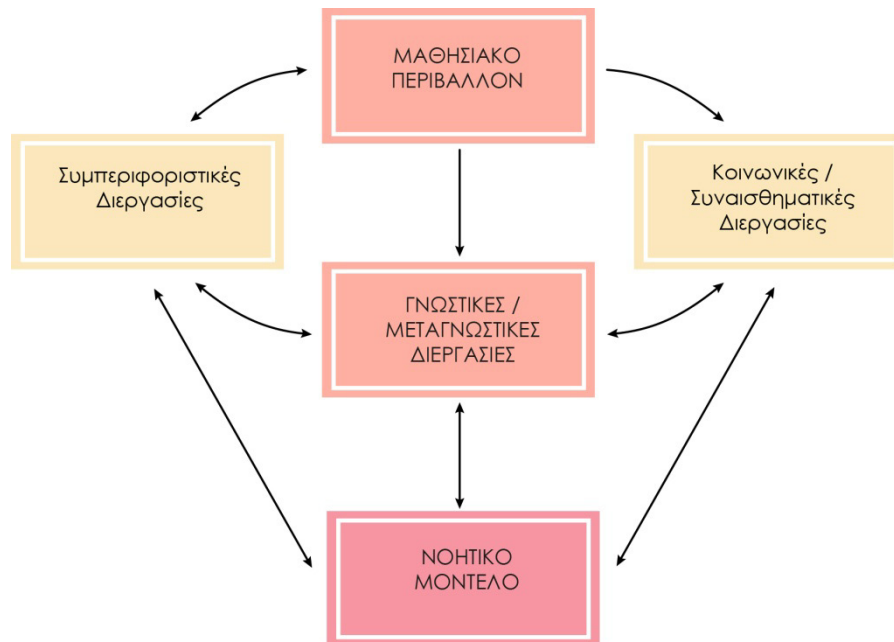 ΜΑΘΗΣΙΑΚΟ
ΠΕΡΙΒΑΛΛΟΝ
Συμπεριφοριστικές
Διεργασίες
Κοινωνικές /
Συναισθηματικές
Διεργασίες
ΓΝΩΣΤΙΚΕΣ /
ΜΕΤΑΓΝΩΣΤΙΚΕΣ
ΔΙΕΡΓΑΣΙΕΣ
ΝΟΗΤΙΚΟ
ΜΟΝΤΕΛΟ